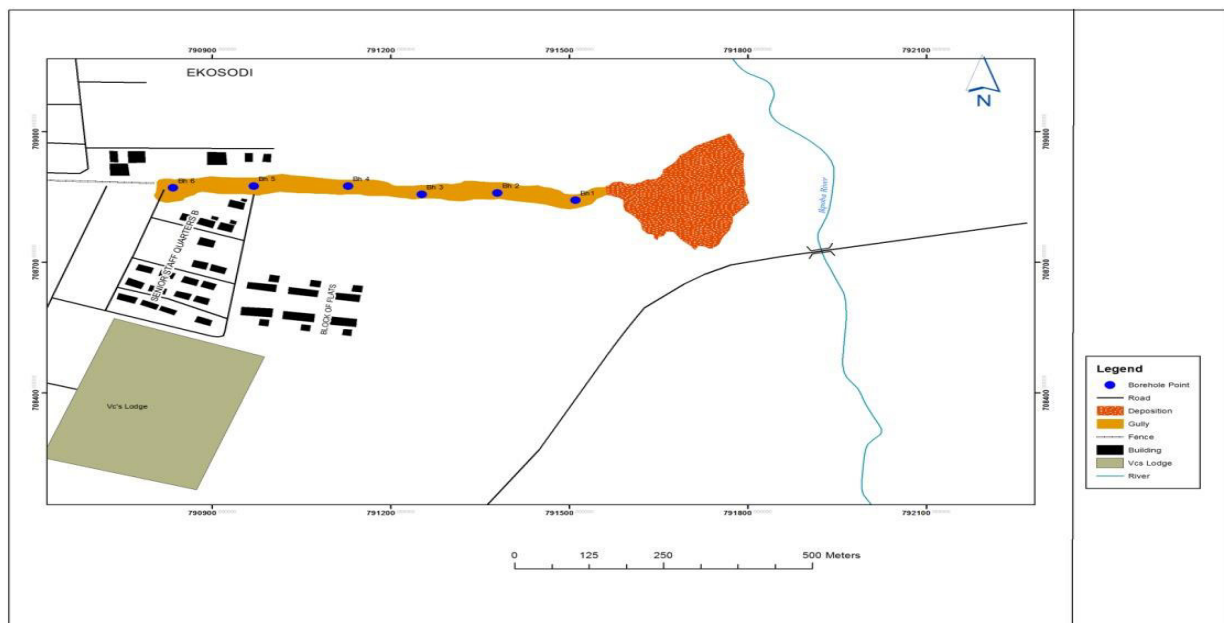 790900 791200 791500 791800 792100
EKOSODI
N
709000
709000
Bh 6
Bh 5
Bh 4
Bh 3
Bh 2
Bh 1
Ikpoba River
SENIOR STAFF QUARTERS B
708700
708700
BLOCK OF FLATS
708400
708400
Vc's Lodge
790900 791200 791500 791800 792100
0 125 250 500 Meters
Legend
Borehole Point
Road
Deposition
Gully
Fence
Building
Vcs Lodge
River